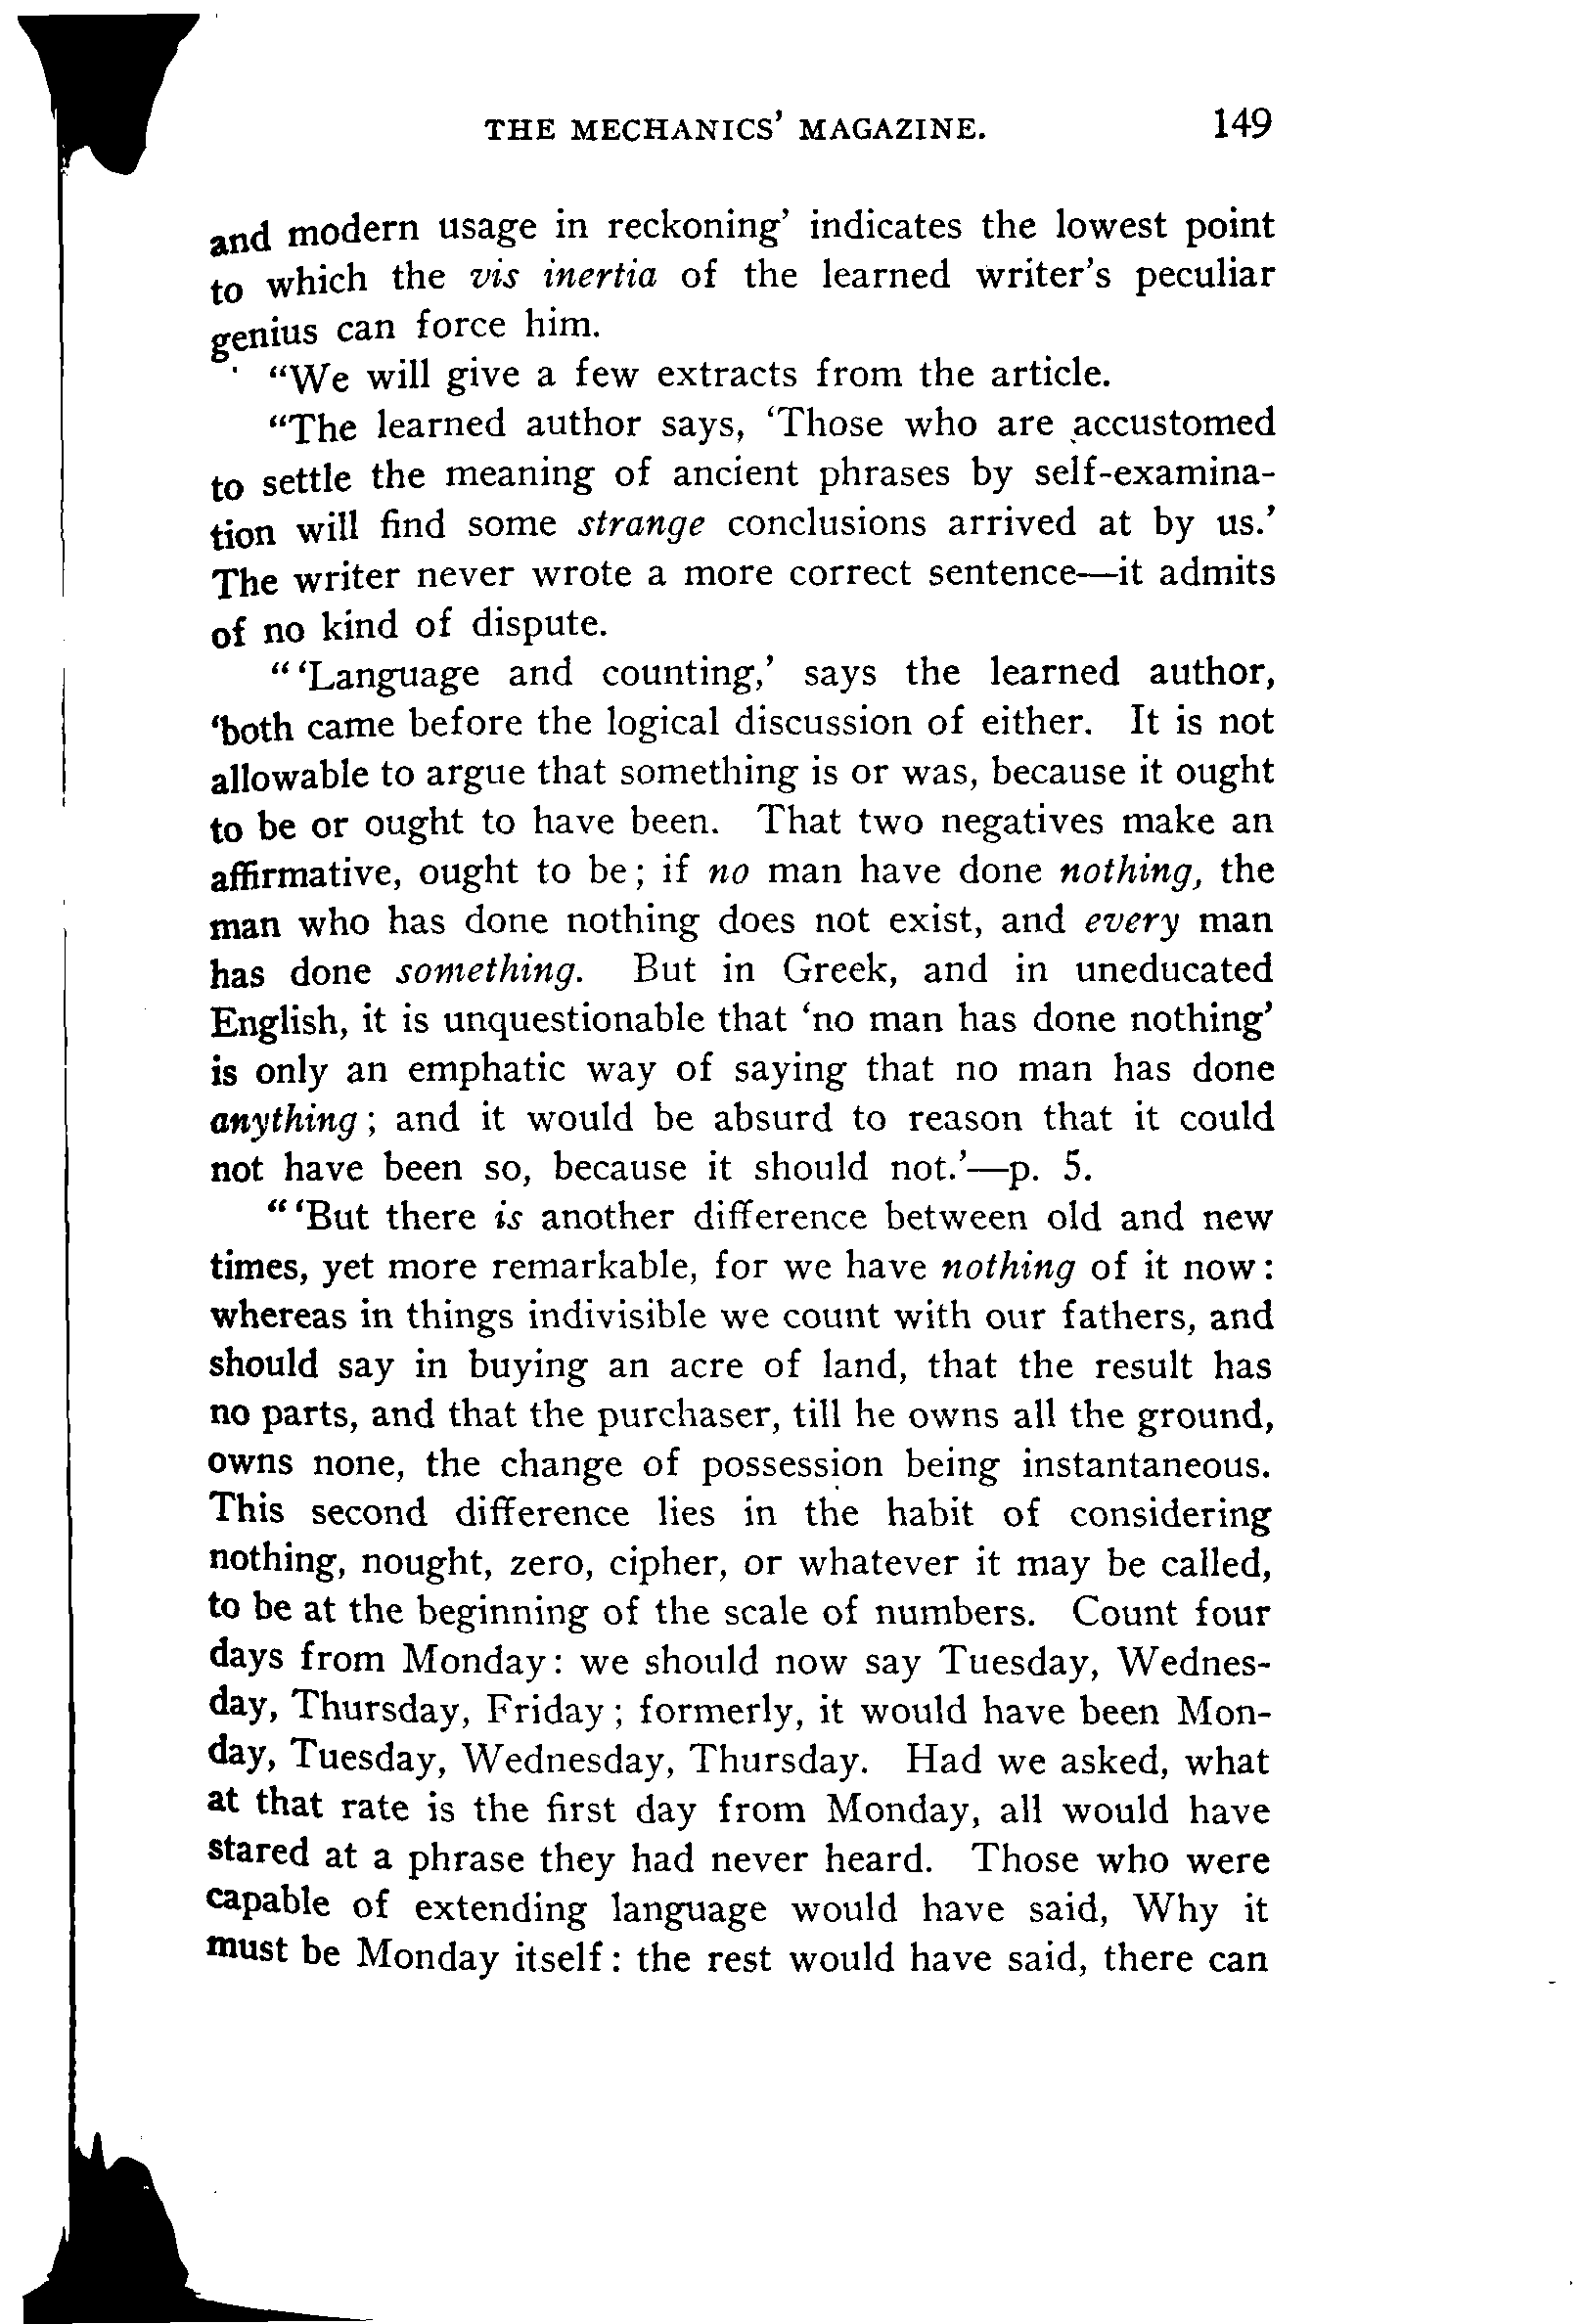 THE MECHANICS' MAGAZINE. 149
and modern usage in reckoning' indicates the lowest point
to which the vis inertia of the learned writer's peculiar
genius can force him.
"We will give a few extracts from the article.
"The learned author says, 'Those who are accustomed
to settle the meaning of ancient phrases by self-examina-
tion will find some strange conclusions arrived at by us.'
The writer never wrote a more correct sentence—it admits
of no kind of dispute.
"'Language and counting,' says the learned author,
'both came before the logical discussion of either. It is not
allowable to argue that something is or was, because it ought
to be or ought to have been. That two negatives make an
affirmative, ought to be; if no man have done nothing, the
man who has done nothing does not exist, and every man
has done something. But in Greek, and in uneducated
English, it is unquestionable that 'no man has done nothing'
is only an emphatic way of saying that no man has done
anything; and it would be absurd to reason that it could
not have been so, because it should not.'—p. 5.
"'But there is another difference between old and new
times, yet more remarkable, for we have nothing of it now:
whereas in things indivisible we count with our fathers, and
should say in buying an acre of land, that the result has
no parts, and that the purchaser, till he owns all the ground,
owns none, the change of possession being instantaneous.
This second difference lies in the habit of considering
nothing, nought, zero, cipher, or whatever it may be called,
to be at the beginning of the scale of numbers. Count four
days from Monday: we should now say Tuesday, Wednes-
day, Thursday, Friday; formerly, it would have been Mon-
day, Tuesday, Wednesday, Thursday. Had we asked, what
at that rate is the first day from Monday, all would have
stared at a phrase they had never heard. Those who were
capable of extending language would have said, Why it
must be Monday itself: the rest would have said, there can